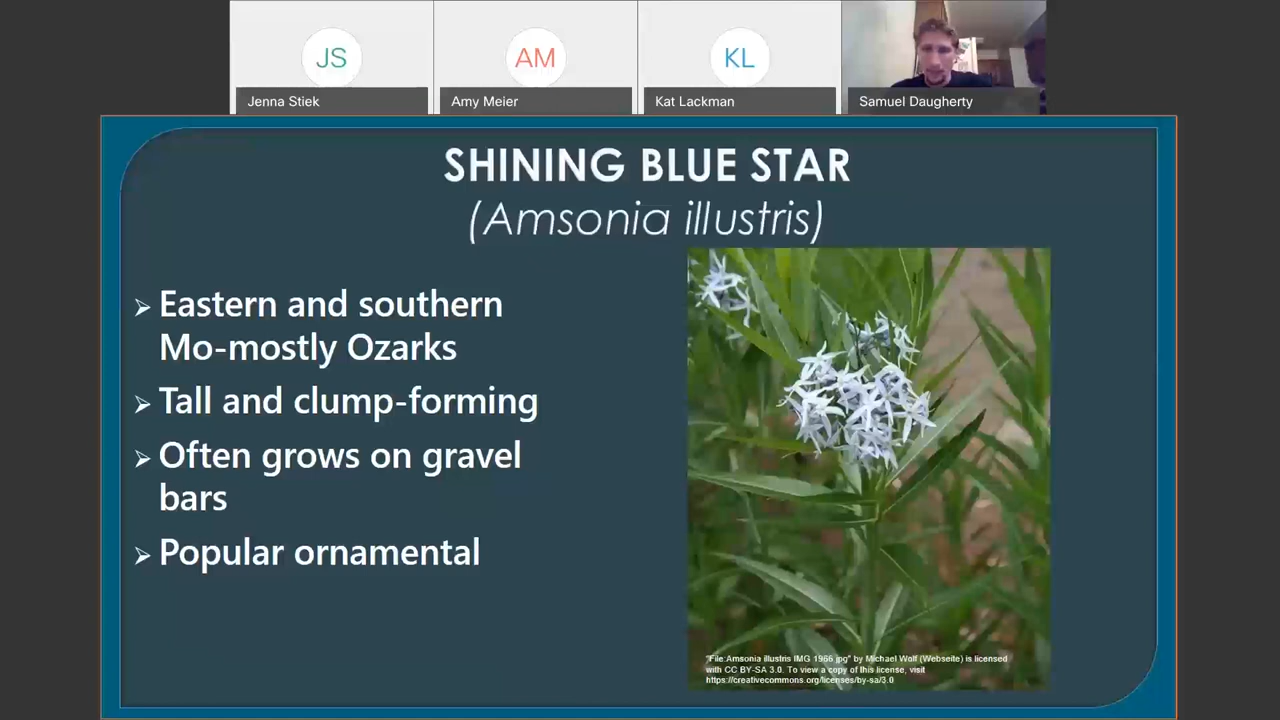 JS
AM
KL
Jenna Stiek
Amy Meier
Kat Lackman
Samuel Daugherty
SHINING BLUE STAR
(Amsonia illustris)
➢ Eastern and southern
Mo-mostly Ozarks
➢ Tall and clump-forming
➢ Often grows on gravel
bars
➢ Popular ornamental
"File:Amsonia illustris IMG 1966.jpg" by Michael Wolf (Webseite) is licensed
with CC BY-SA 3.0. To view a copy of this license, visit
https://creativecommons.org/licenses/by-sa/3.0